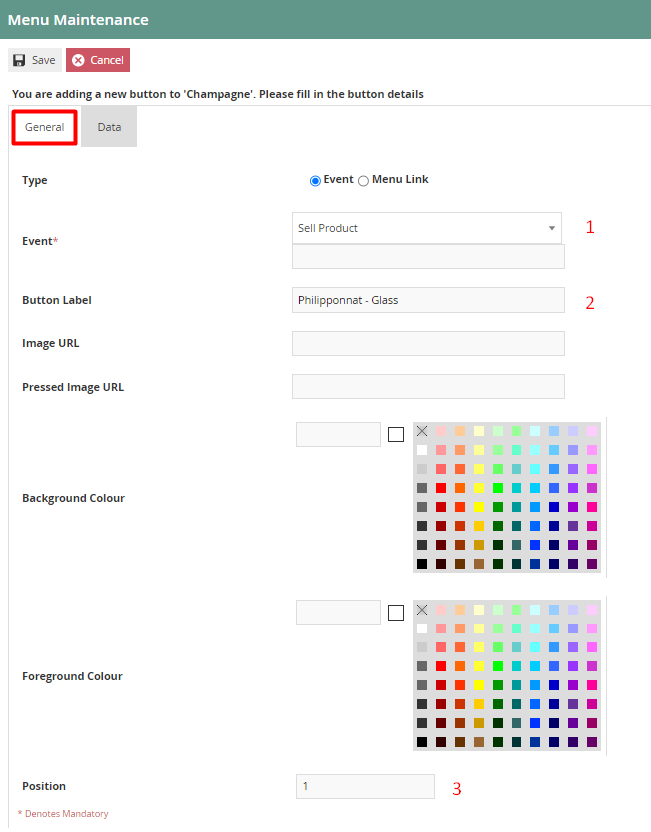 Menu Maintenance
Save Cancel
You are adding a new button to 'Champagne'. Please fill in the button details
General Data
Type Event Menu Link
Event* Sell Product 1
Button Label Philipponnat - Glass 2
Image URL
Pressed Image URL
Background Colour
Foreground Colour
Position 1 3
* Denotes Mandatory